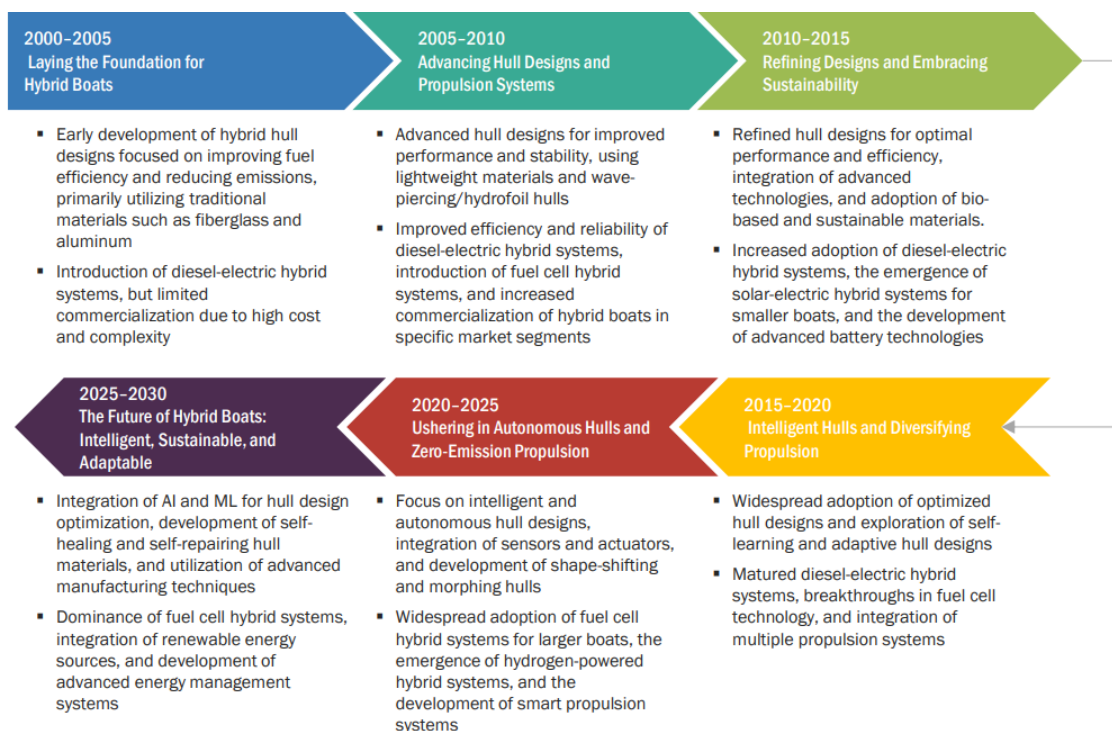 2000–2005
Laying the Foundation for
Hybrid Boats
▪ Early development of hybrid hull
designs focused on improving fuel
efficiency and reducing emissions,
primarily utilizing traditional
materials such as fiberglass and
aluminum
▪ Introduction of diesel-electric hybrid
systems, but limited
commercialization due to high cost
and complexity
2005–2010
Advancing Hull Designs and
Propulsion Systems
▪ Advanced hull designs for improved
performance and stability, using
lightweight materials and wave-
piercing/hydrofoil hulls
▪ Improved efficiency and reliability of
diesel-electric hybrid systems,
introduction of fuel cell hybrid
systems, and increased
commercialization of hybrid boats in
specific market segments
2010–2015
Refining Designs and Embracing
Sustainability
▪ Refined hull designs for optimal
performance and efficiency,
integration of advanced
technologies, and adoption of bio-
based and sustainable materials.
▪ Increased adoption of diesel-electric
hybrid systems, the emergence of
solar-electric hybrid systems for
smaller boats, and the development
of advanced battery technologies
2015–2020
Intelligent Hulls and Diversifying
Propulsion
▪ Widespread adoption of optimized
hull designs and exploration of self-
learning and adaptive hull designs
▪ Matured diesel-electric hybrid
systems, breakthroughs in fuel cell
technology, and integration of
multiple propulsion systems
2020–2025
Ushering in Autonomous Hulls and
Zero-Emission Propulsion
▪ Focus on intelligent and
autonomous hull designs,
integration of sensors and actuators,
and development of shape-shifting
and morphing hulls
▪ Widespread adoption of fuel cell
hybrid systems for larger boats, the
emergence of hydrogen-powered
hybrid systems, and the
development of smart propulsion
systems
2025–2030
The Future of Hybrid Boats:
Intelligent, Sustainable, and
Adaptable
▪ Integration of AI and ML for hull design
optimization, development of self-
healing and self-repairing hull
materials, and utilization of advanced
manufacturing techniques
▪ Dominance of fuel cell hybrid systems,
integration of renewable energy
sources, and development of
advanced energy management
systems